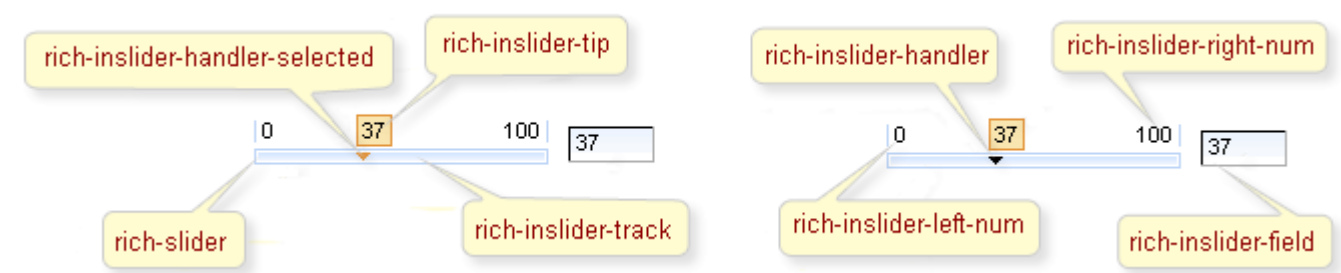 rich-inslider-handler-selected
rich-inslider-tip
0 37 100 37
rich-slider
rich-inslider-track
rich-inslider-handler
rich-inslider-right-num
0 37 100 37
rich-inslider-left-num
rich-inslider-field